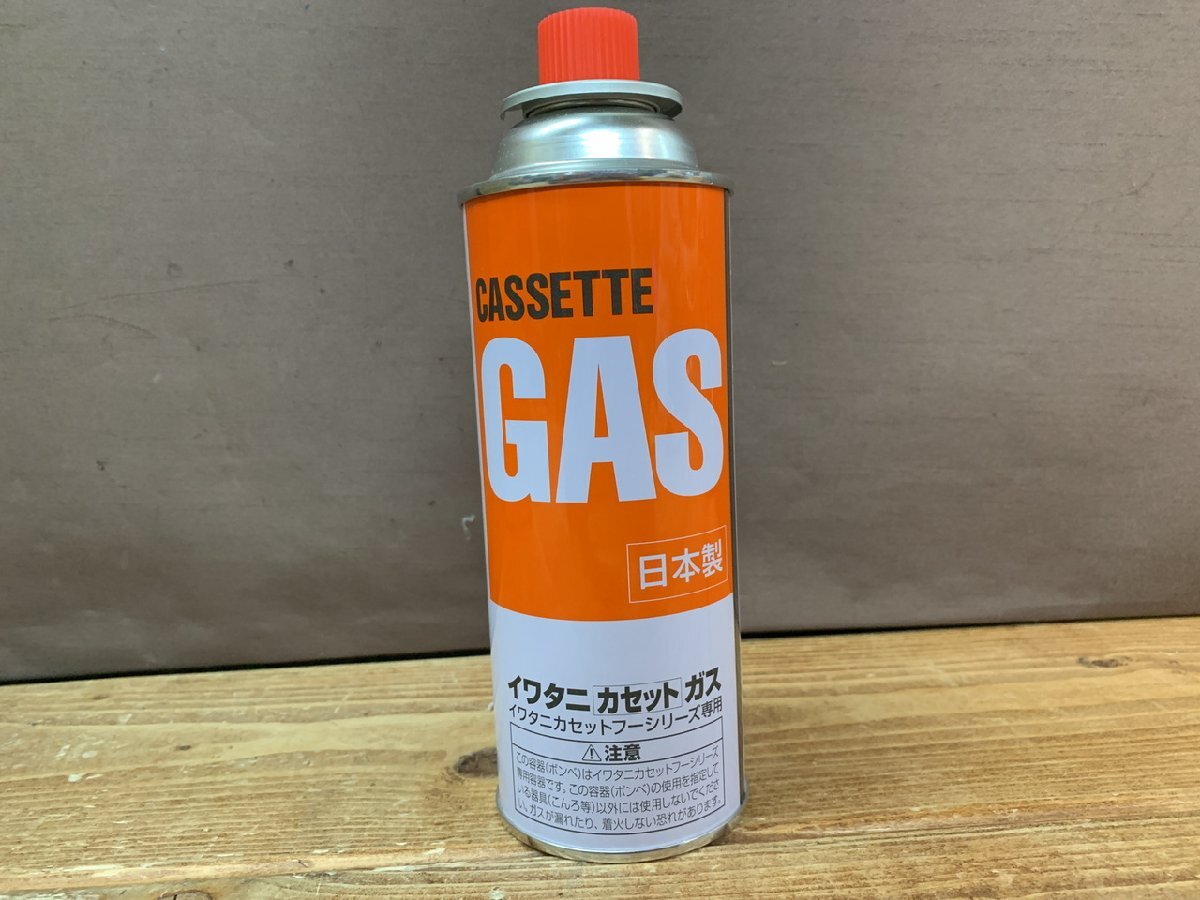 CASSETTE
GAS
日本製
イワタニ カセット ガス
イワタニカセットフーシリーズ専用
⚠注意
この容器(ボンベ)はイワタニカセットフーシリーズ
専用容器です。この容器(ボンベ)の使用を指定して
いる器具(こんろ等)以外には使用しないでくださ
い。ガスが漏れたり、着火しない恐れがあります。